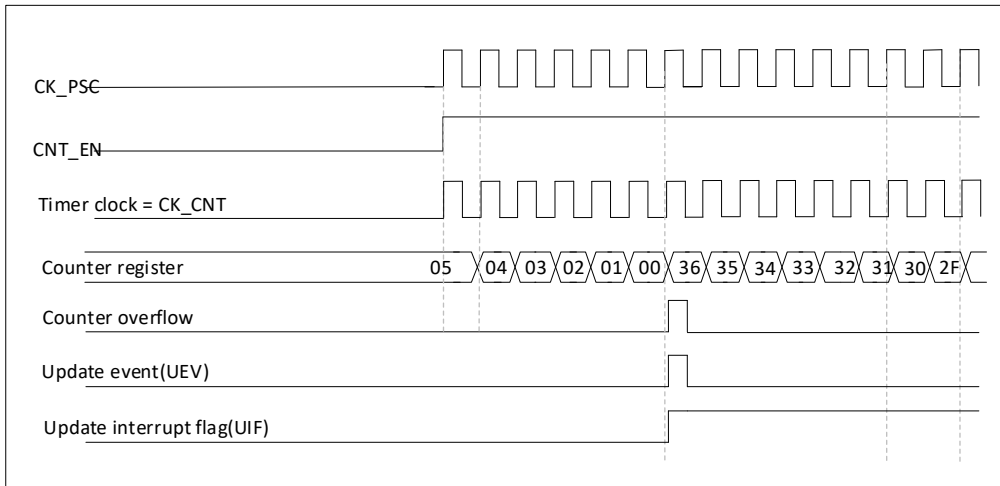 CK_PSC
CNT_EN
Timer clock = CK_CNT
Counter register 05 04 03 02 01 00 36 35 34 33 32 31 30 2F
Counter overflow
Update event(UEV)
Update interrupt flag(UIF)